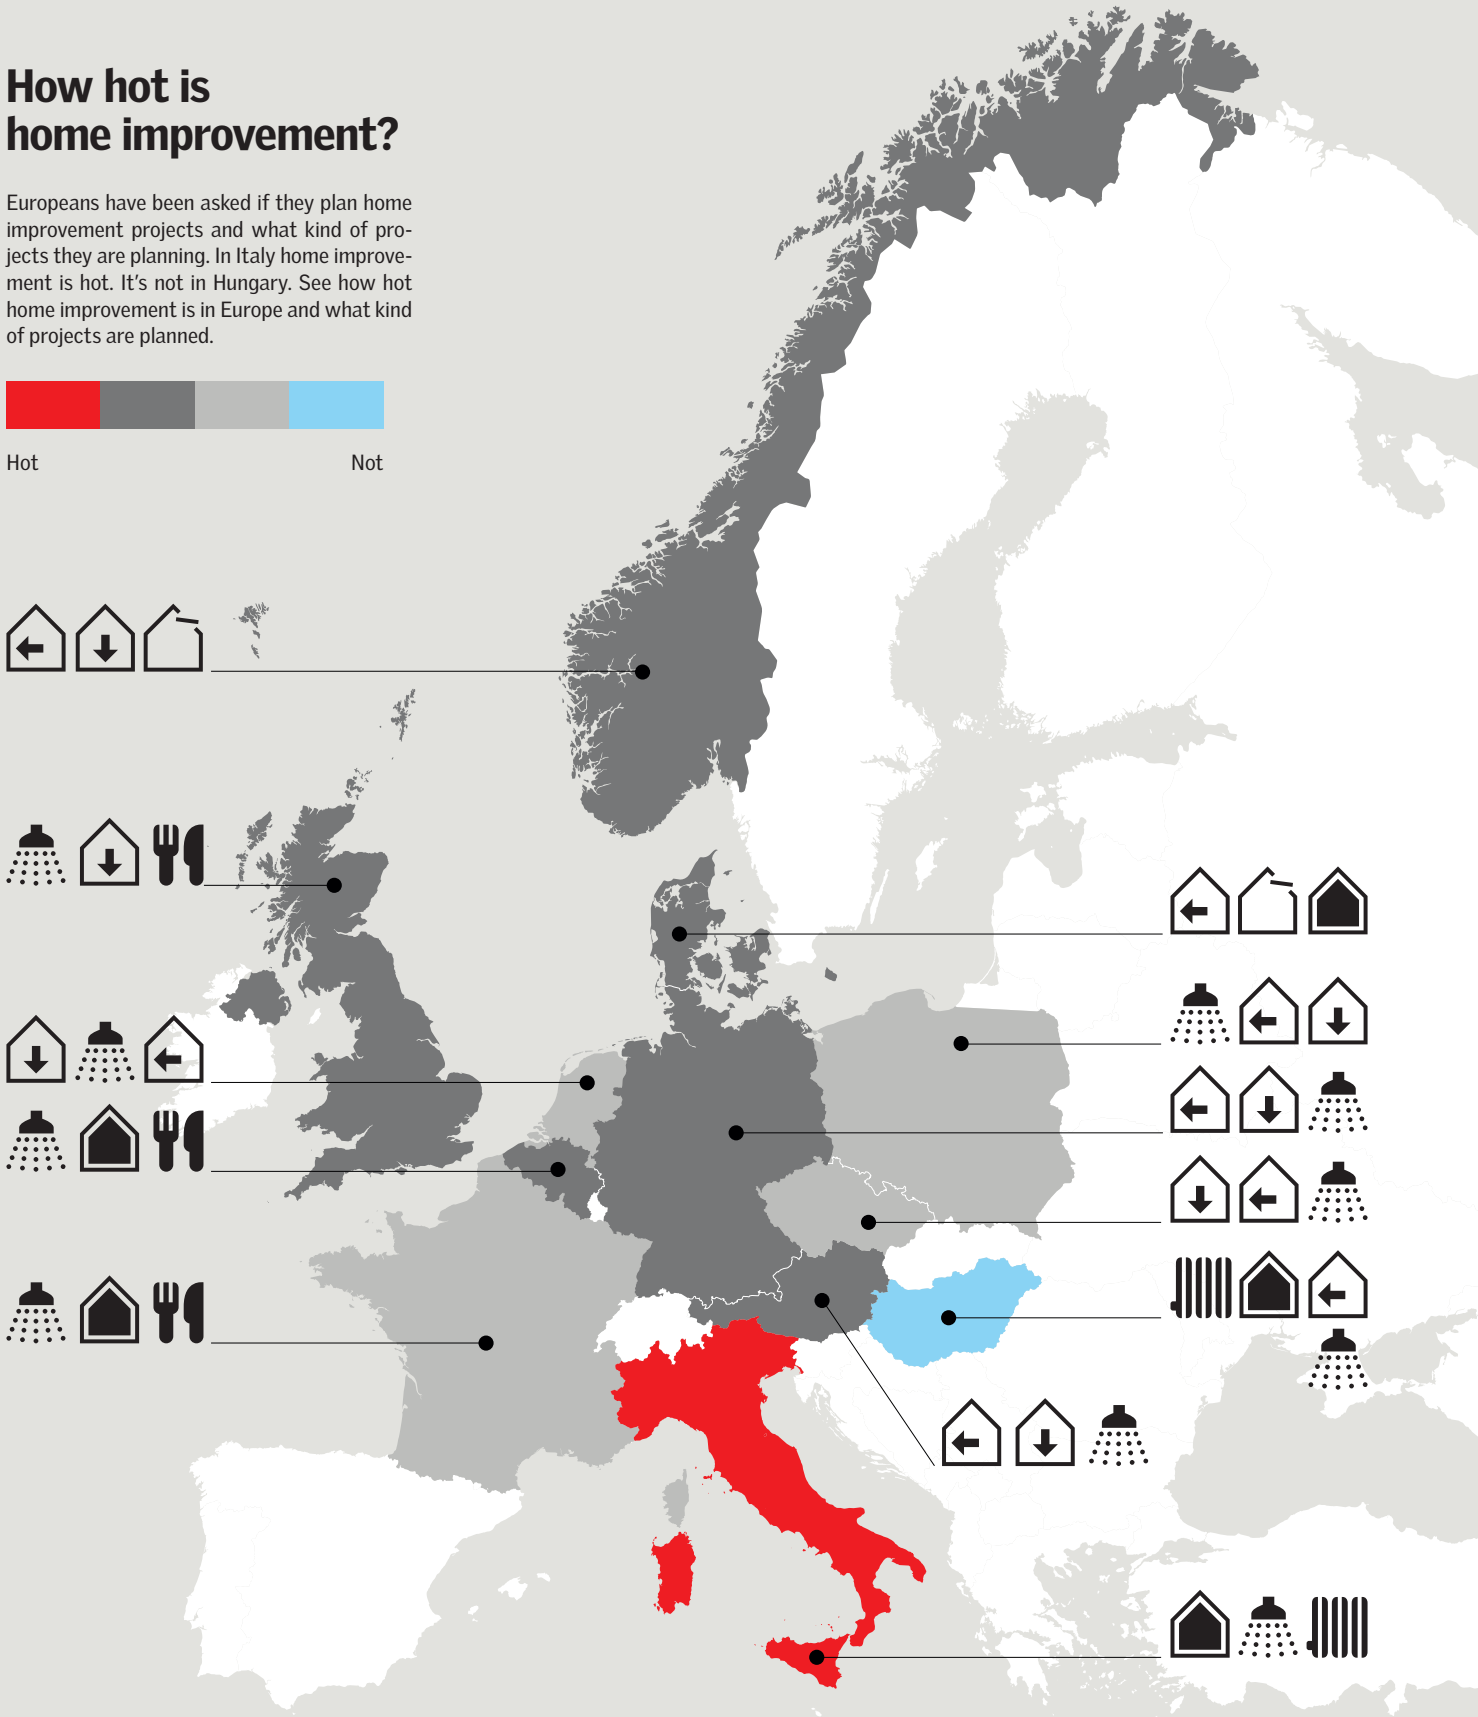 How hot is
home improvement?
Europeans have been asked if they plan home
improvement projects and what kind of pro-
jects they are planning. In Italy home improve-
ment is hot. It's not in Hungary. See how hot
home improvement is in Europe and what kind
of projects are planned.
Hot Not